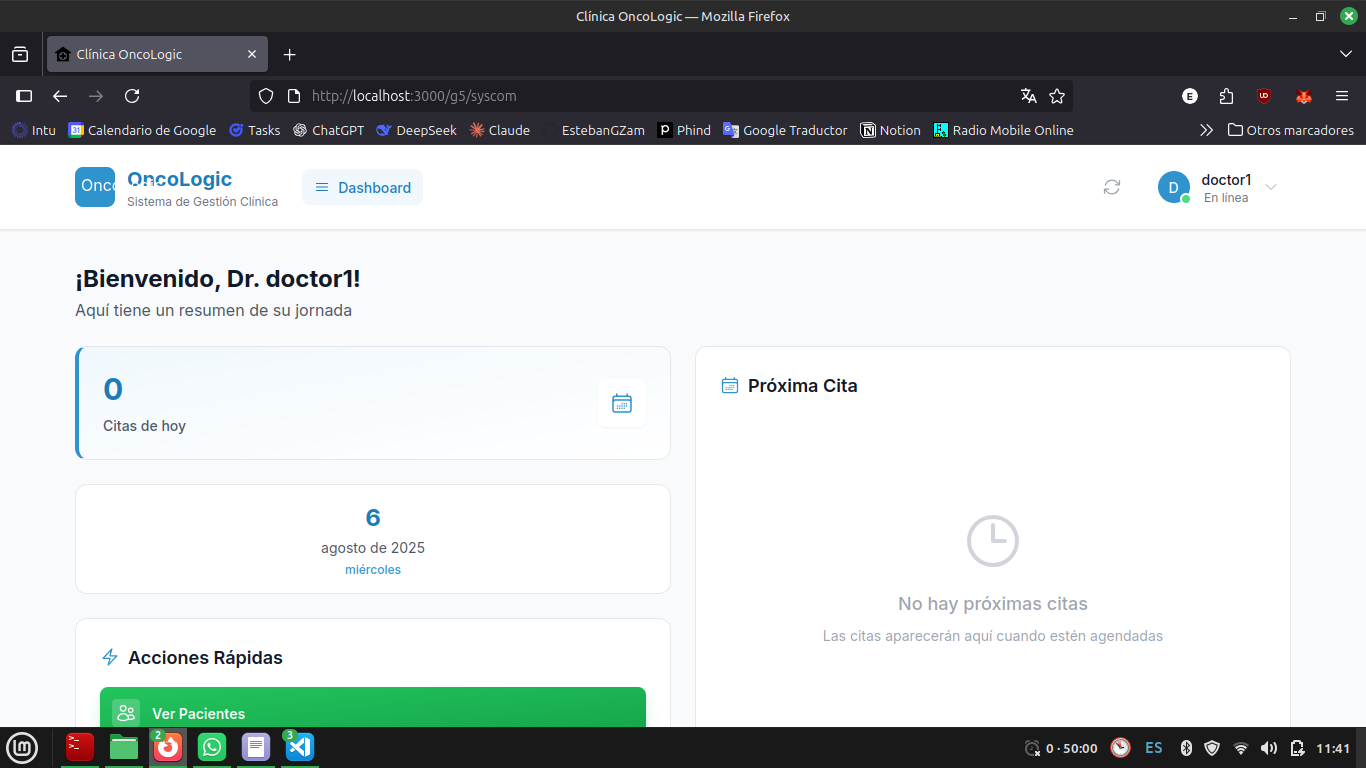 Clínica OncoLogic — Mozilla Firefox
Clínica OncoLogic
http://localhost:3000/g5/syscom
Intu
Calendario de Google
Tasks
ChatGPT
DeepSeek
Claude
EstebanGZam
Phind
Google Traductor
Notion
Radio Mobile Online
Otros marcadores
OncoLogic
Sistema de Gestión Clínica
Dashboard
D
doctor1
En línea
¡Bienvenido, Dr. doctor1!
Aquí tiene un resumen de su jornada
0
Citas de hoy
6
agosto de 2025
miércoles
Acciones Rápidas
Ver Pacientes
Próxima Cita
No hay próximas citas
Las citas aparecerán aquí cuando estén agendadas
2
3
0 · 50:00
ES
11:41